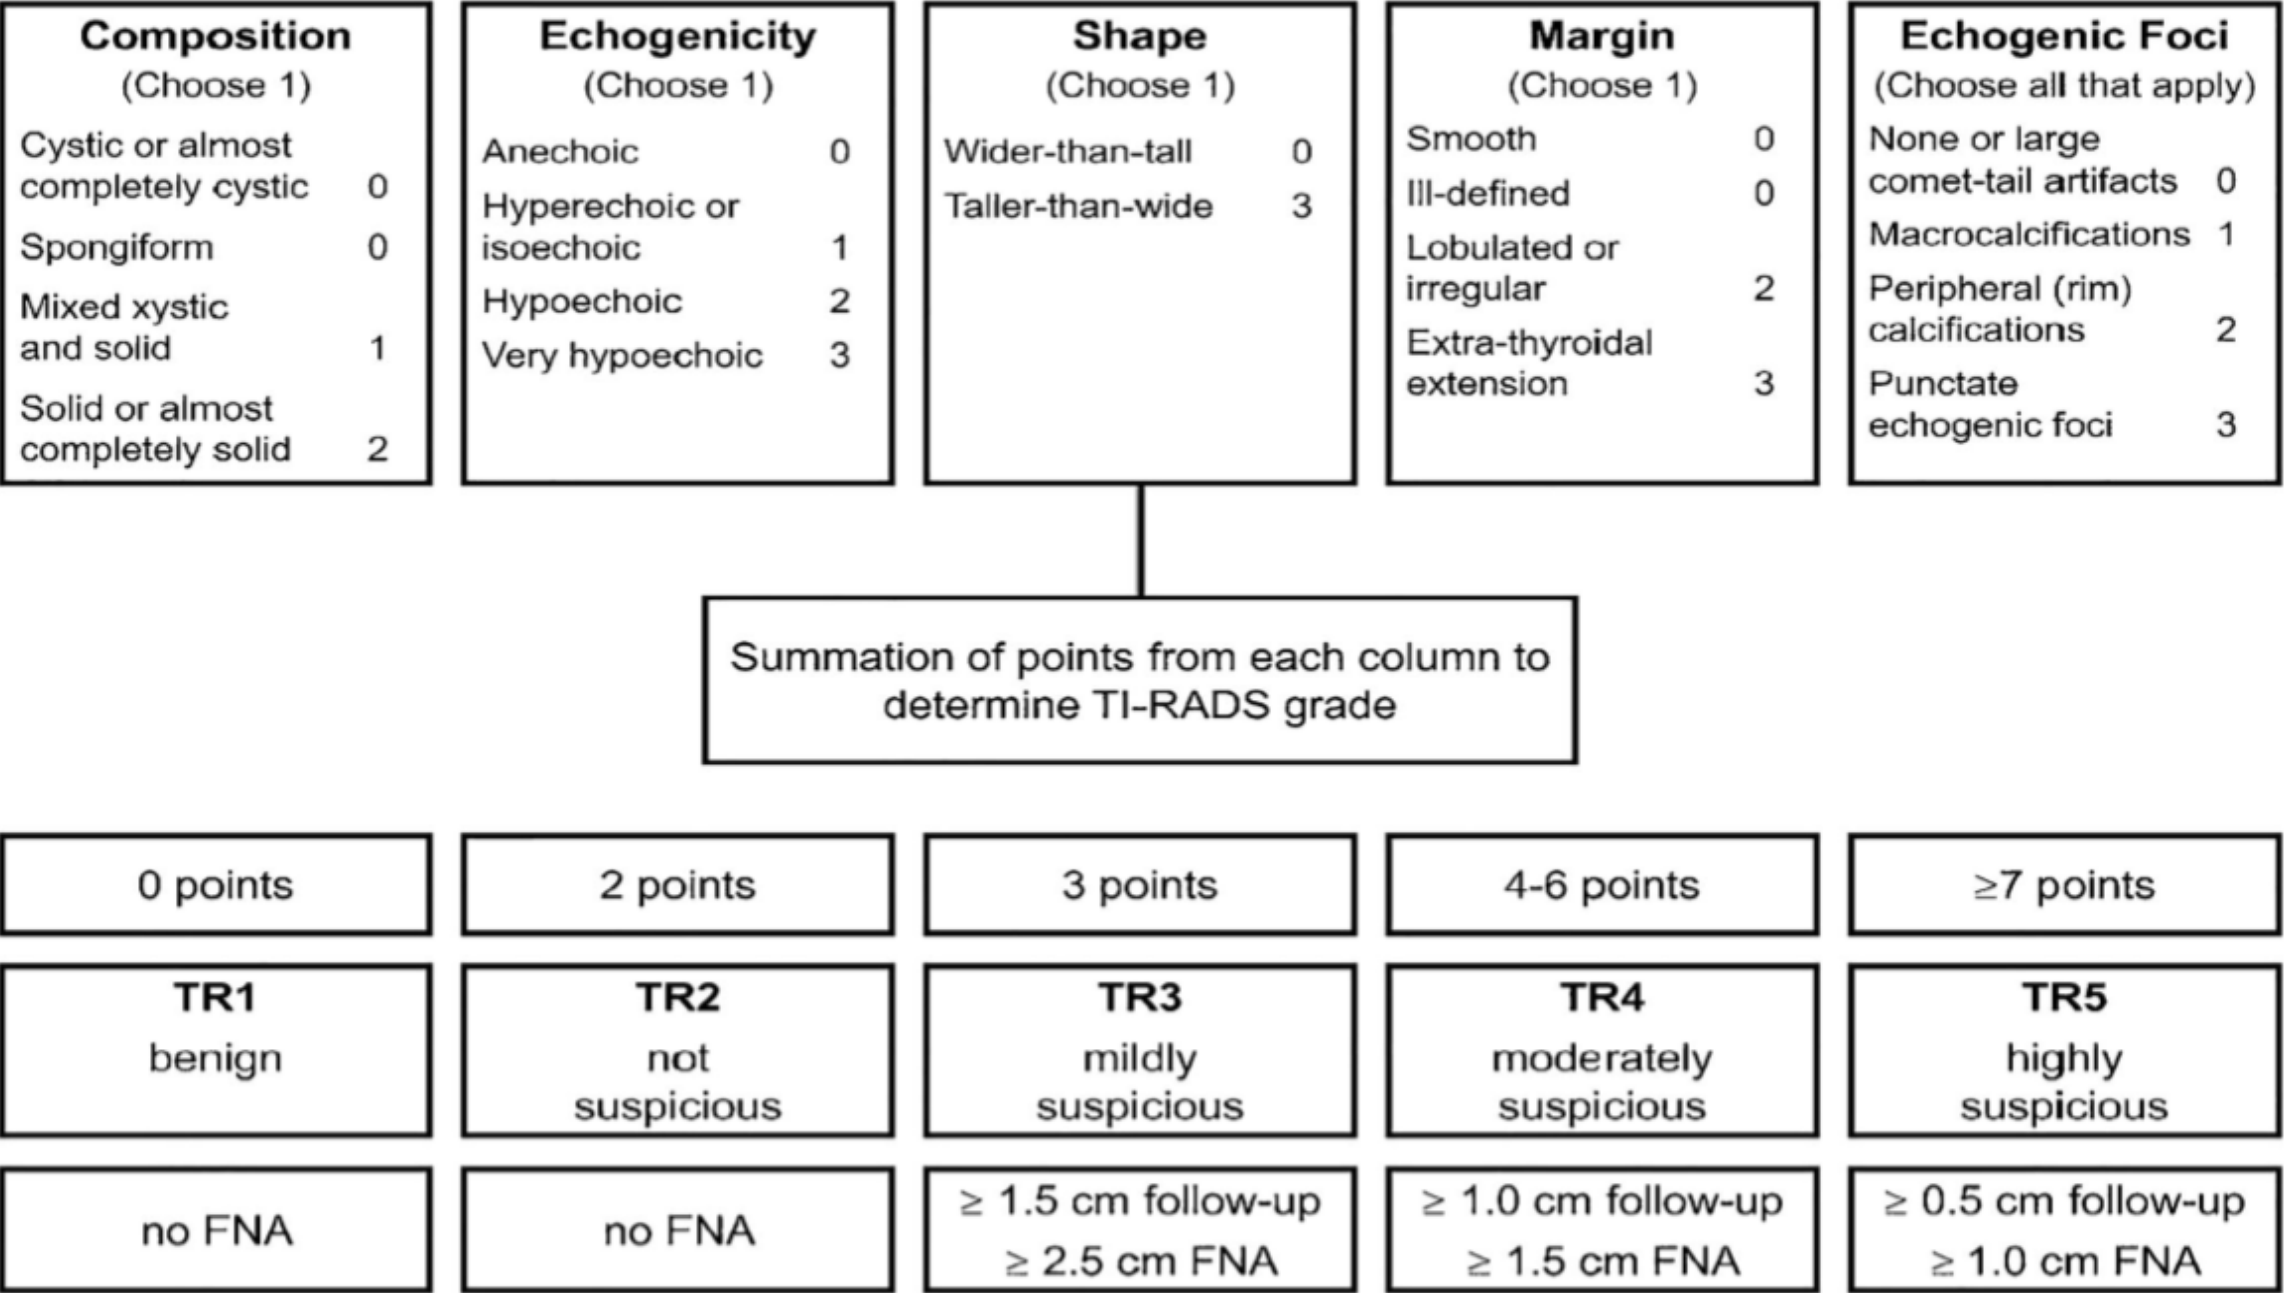 Composition
(Choose 1)
Cystic or almost
completely cystic 0
Spongiform 0
Mixed xystic
and solid 1
Solid or almost
completely solid 2
Echogenicity
(Choose 1)
Anechoic 0
Hyperechoic or
isoechoic 1
Hypoechoic 2
Very hypoechoic 3
Shape
(Choose 1)
Wider-than-tall 0
Taller-than-wide 3
Margin
(Choose 1)
Smooth 0
Ill-defined 0
Lobulated or
irregular 2
Extra-thyroidal
extension 3
Echogenic Foci
(Choose all that apply)
None or large
comet-tail artifacts 0
Macrocalcifications 1
Peripheral (rim)
calcifications 2
Punctate
echogenic foci 3
Summation of points from each column to
determine TI-RADS grade
0 points
2 points
3 points
4-6 points
≥7 points
TR1
benign
TR2
not
suspicious
TR3
mildly
suspicious
TR4
moderately
suspicious
TR5
highly
suspicious
no FNA
no FNA
≥ 1.5 cm follow-up
≥ 2.5 cm FNA
≥ 1.0 cm follow-up
≥ 1.5 cm FNA
≥ 0.5 cm follow-up
≥ 1.0 cm FNA